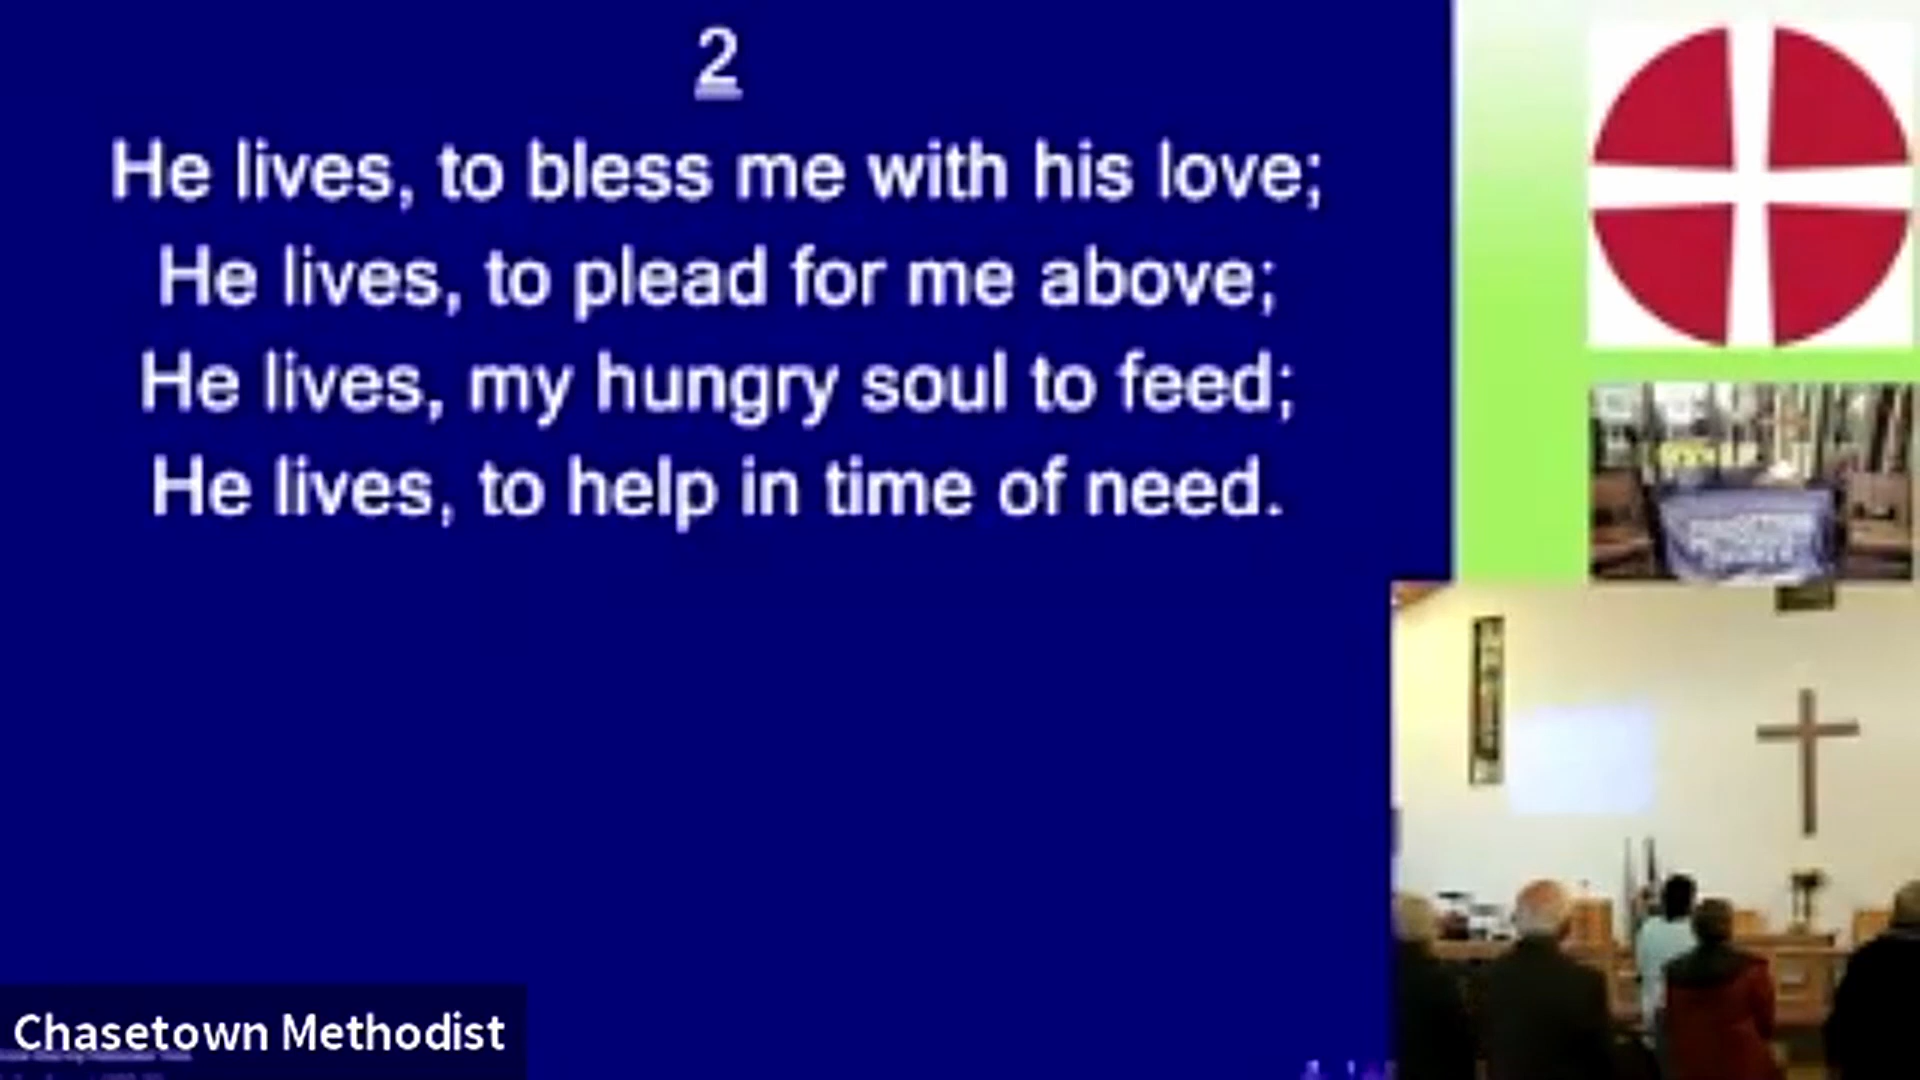 2
He lives, to bless me with his love;
He lives, to plead for me above;
He lives, my hungry soul to feed;
He lives, to help in time of need.
Chasetown Methodist